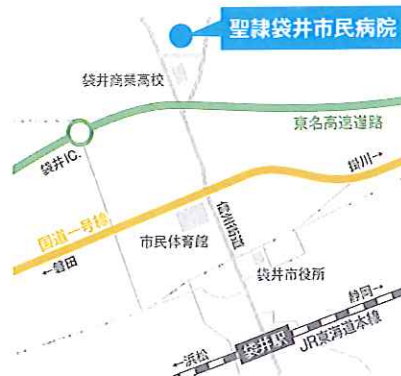 聖隷袋井市民病院
袋井商業高校
東名高速道路
袋井IC.
掛川→
国道一号線
信州街道
市民体育館
←磐田
袋井市役所
静岡→
袋井駅
JR東海道本線
←浜松